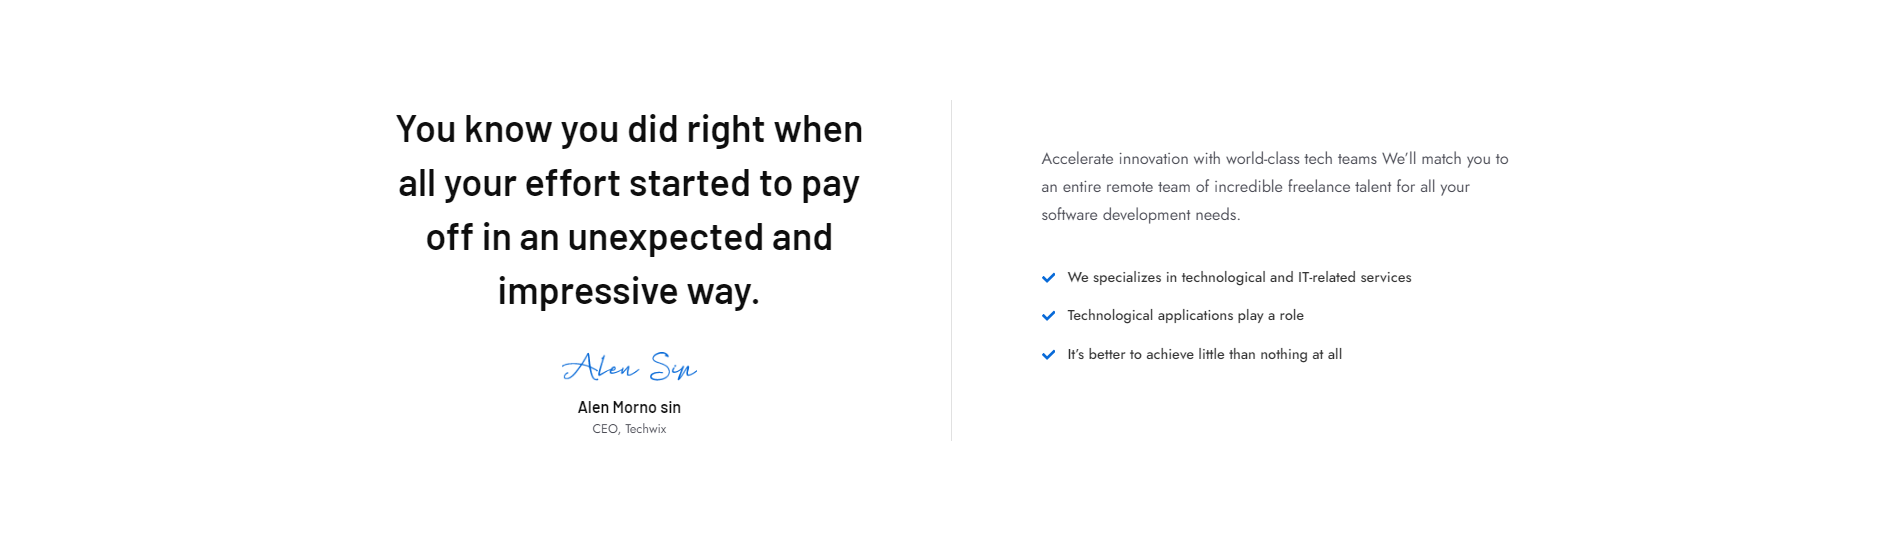 You know you did right when
all your effort started to pay
off in an unexpected and
impressive way.
Alen Sin
Alen Morno sin
CEO, Techwix
Accelerate innovation with world-class tech teams We’ll match you to
an entire remote team of incredible freelance talent for all your
software development needs.
We specializes in technological and IT-related services
Technological applications play a role
It’s better to achieve little than nothing at all